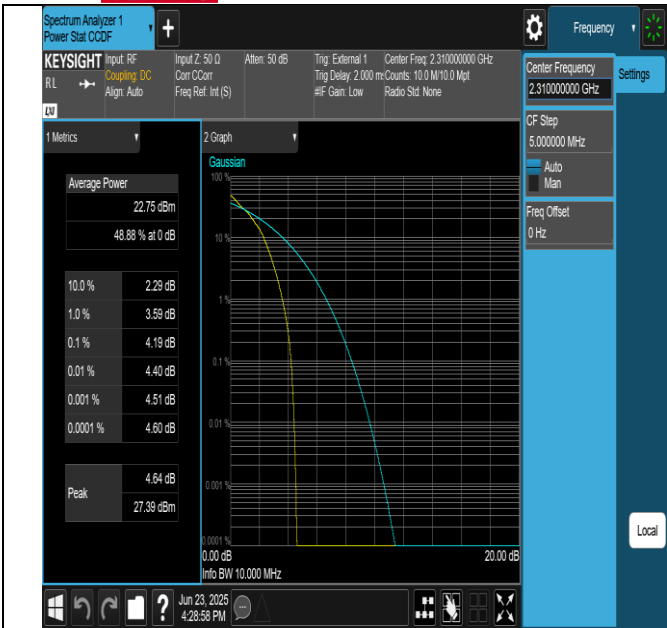 Spectrum Analyzer 1
Power Stat CCDF
+
Frequency
KEYSIGHT
RL
LXI
Input: RF
Coupling: DC
Align: Auto
Input Z: 50 Ω
Corr CCorr
Freq Ref: Int (S)
Atten: 50 dB
Trig: External 1
Trig Delay: 2.000 m
#IF Gain: Low
Center Freq: 2.310000000 GHz
Counts: 10.0 M/10.0 Mpt
Radio Std: None
Center Frequency
2.310000000 GHz
Settings
CF Step
5.000000 MHz
Auto
Man
Freq Offset
0 Hz
1 Metrics
Average Power
22.75 dBm
48.88 % at 0 dB
10.0 % 2.29 dB
1.0 % 3.59 dB
0.1 % 4.19 dB
0.01 % 4.40 dB
0.001 % 4.51 dB
0.0001 % 4.60 dB
Peak
4.64 dB
27.39 dBm
2 Graph
Gaussian
100 %
10 %
1 %
0.1 %
0.01 %
0.001 %
0.0001 %
0.00 dB 20.00 dB
Info BW 10.000 MHz
Local
?
Jun 23, 2025
4:28:58 PM